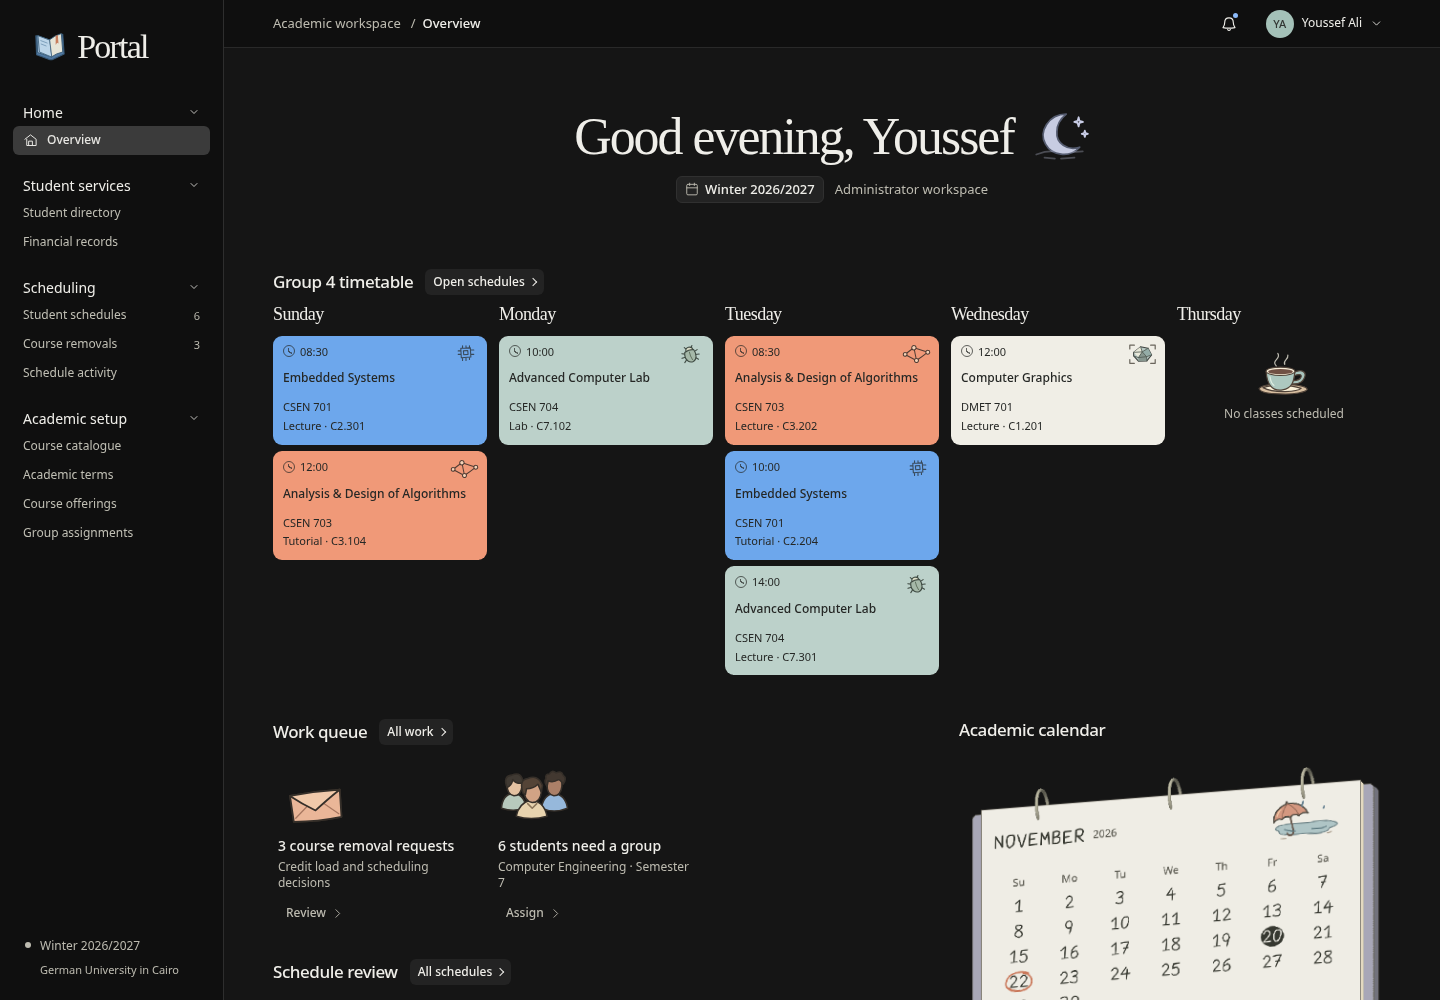 Portal
Home
Overview
Student services
Student directory
Financial records
Scheduling
Student schedules 6
Course removals 3
Schedule activity
Academic setup
Course catalogue
Academic terms
Course offerings
Group assignments
Winter 2026/2027
German University in Cairo
Academic workspace / Overview
YA Youssef Ali
Good evening, Youssef
Winter 2026/2027 Administrator workspace
Group 4 timetable Open schedules
Sunday
08:30
Embedded Systems
CSEN 701
Lecture · C2.301
12:00
Analysis & Design of Algorithms
CSEN 703
Tutorial · C3.104
Monday
10:00
Advanced Computer Lab
CSEN 704
Lab · C7.102
Tuesday
08:30
Analysis & Design of Algorithms
CSEN 703
Lecture · C3.202
10:00
Embedded Systems
CSEN 701
Tutorial · C2.204
14:00
Advanced Computer Lab
CSEN 704
Lecture · C7.301
Wednesday
12:00
Computer Graphics
DMET 701
Lecture · C1.201
Thursday
No classes scheduled
Work queue All work
3 course removal requests
Credit load and scheduling
decisions
Review
6 students need a group
Computer Engineering · Semester
7
Assign
Schedule review All schedules
Academic calendar
NOVEMBER 2026
Su Mo Tu We Th Fr Sa
1 2 3 4 5 6 7
8 9 10 11 12 13 14
15 16 17 18 19 20 21
22 23 24 25 26 27 28